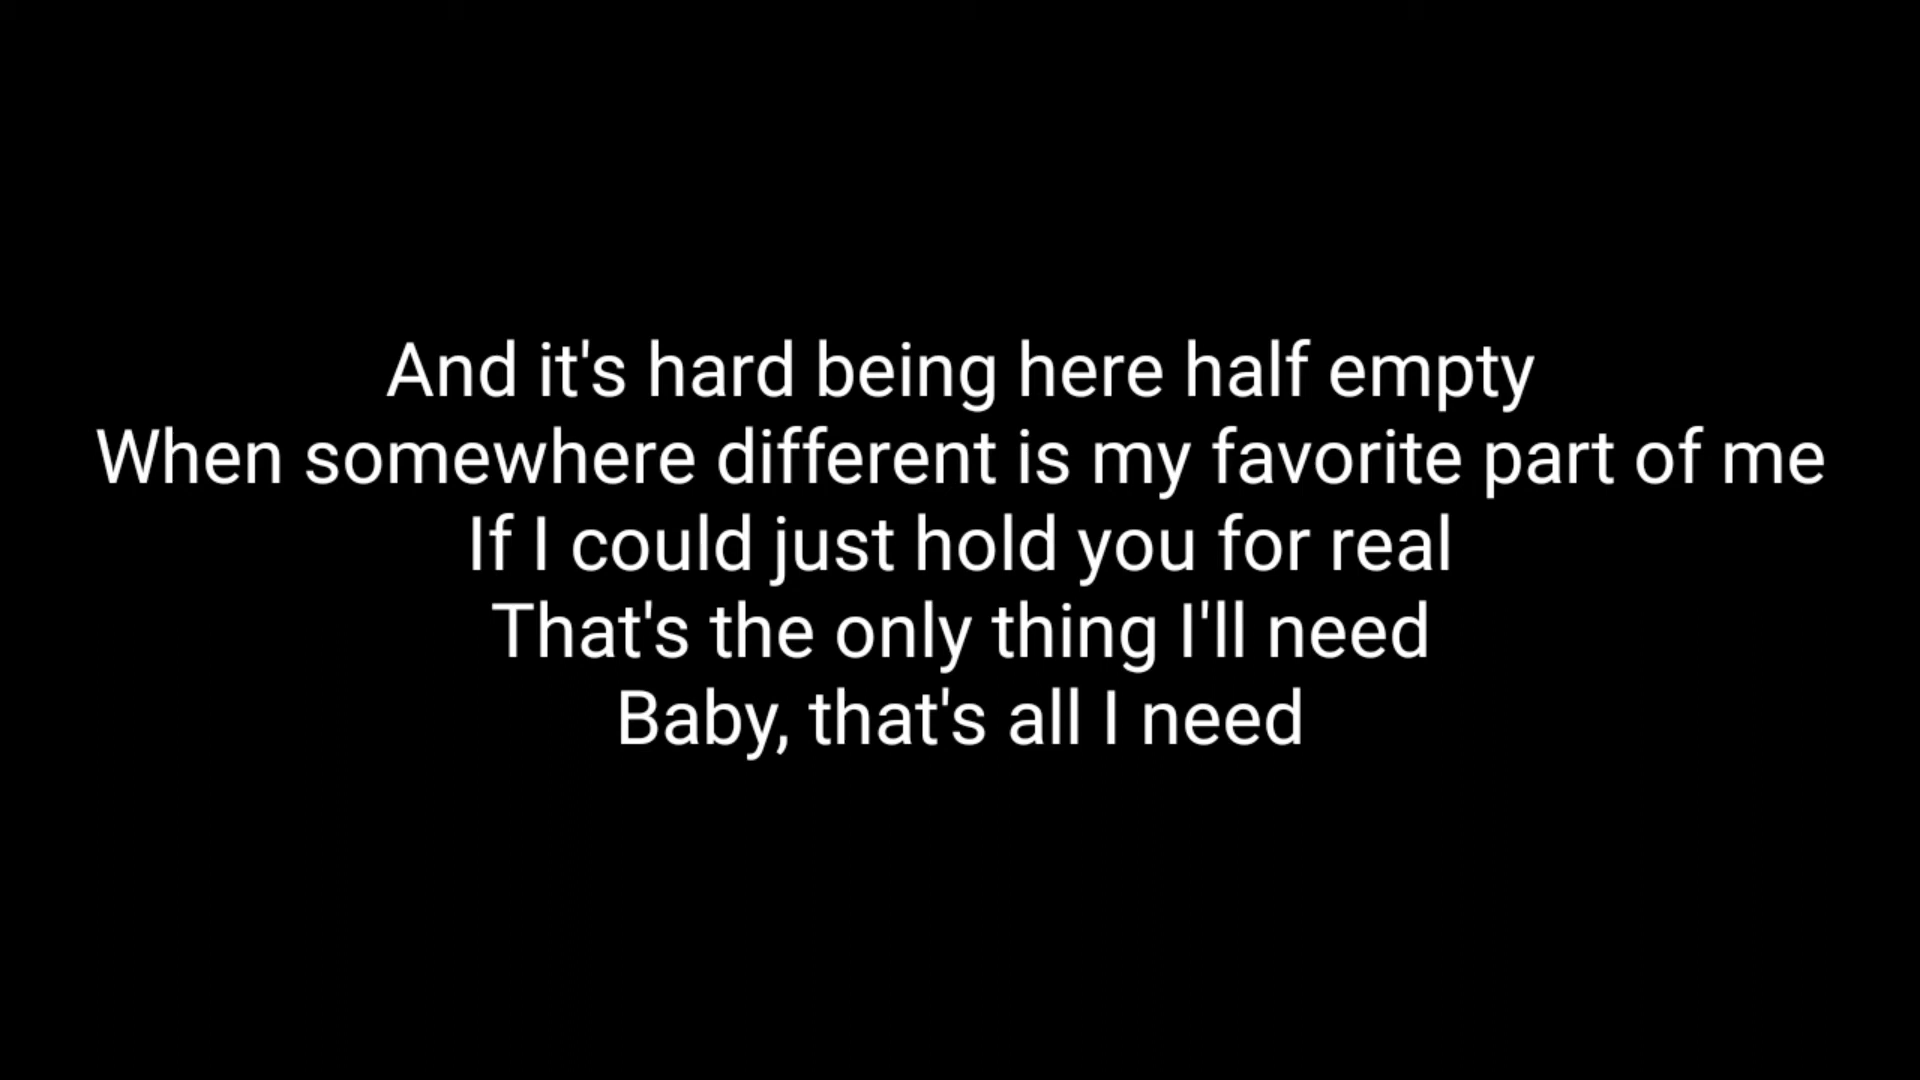 And it's hard being here half empty
When somewhere different is my favorite part of me
If I could just hold you for real
That's the only thing I'll need
Baby, that's all I need